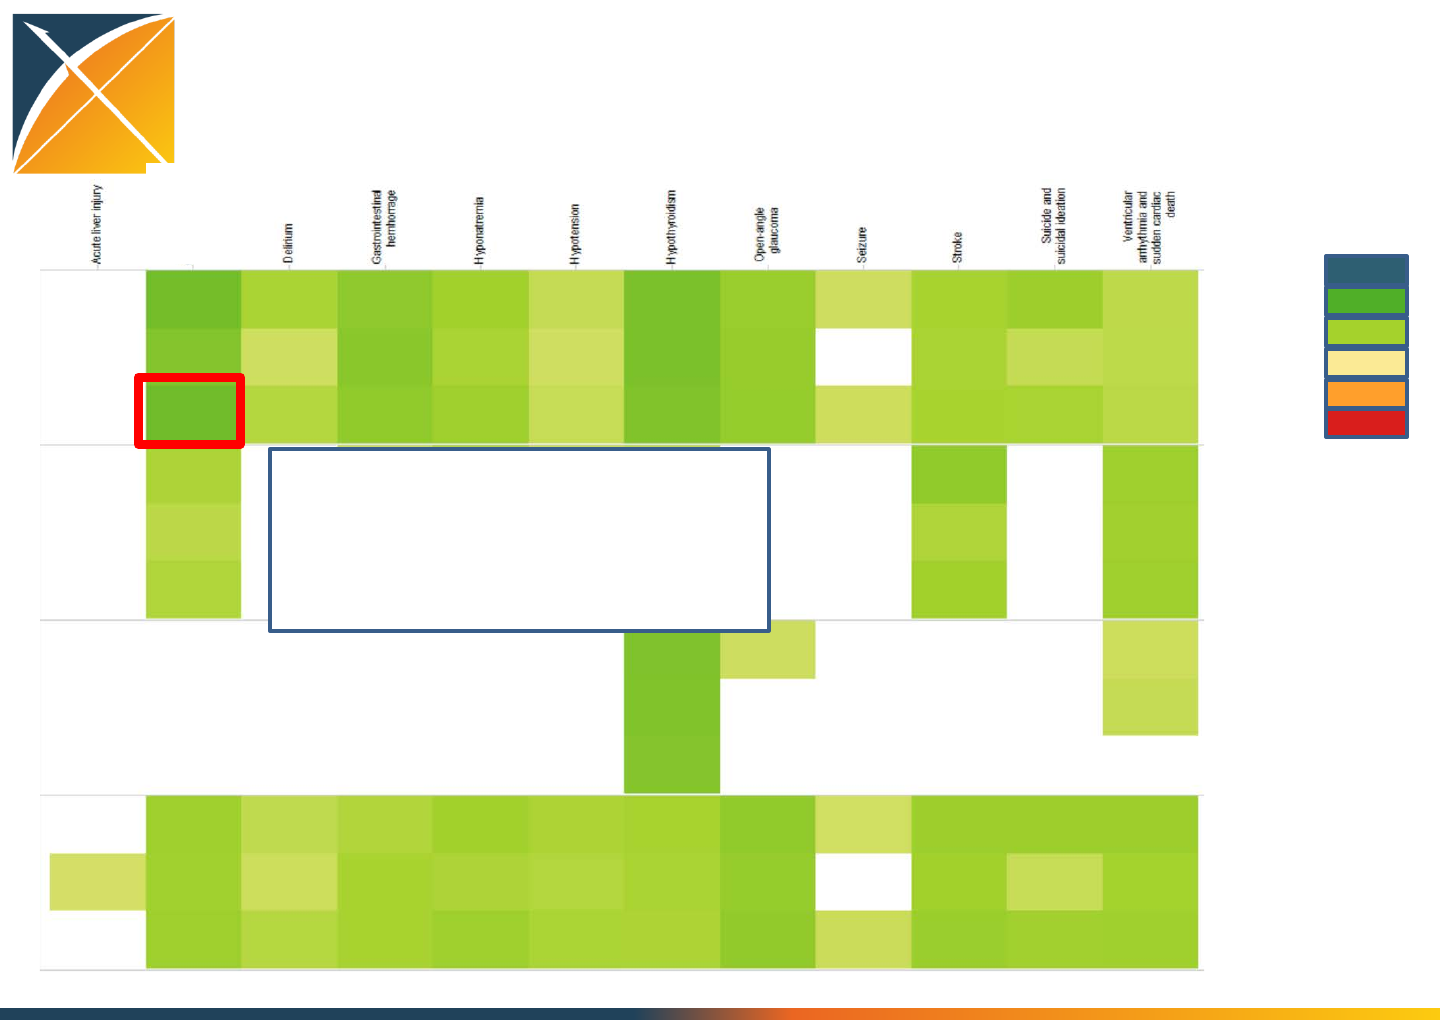 Acute liver injury
Delirium
Gastrointestinal
hemhorrage
Hyponatremia
Hypotension
Hypothyroidism
Open-angle
glaucoma
Seizure
Stroke
Suicide and
suicidal ideation
Ventricular
arrhythmia and
sudden cardiac
death